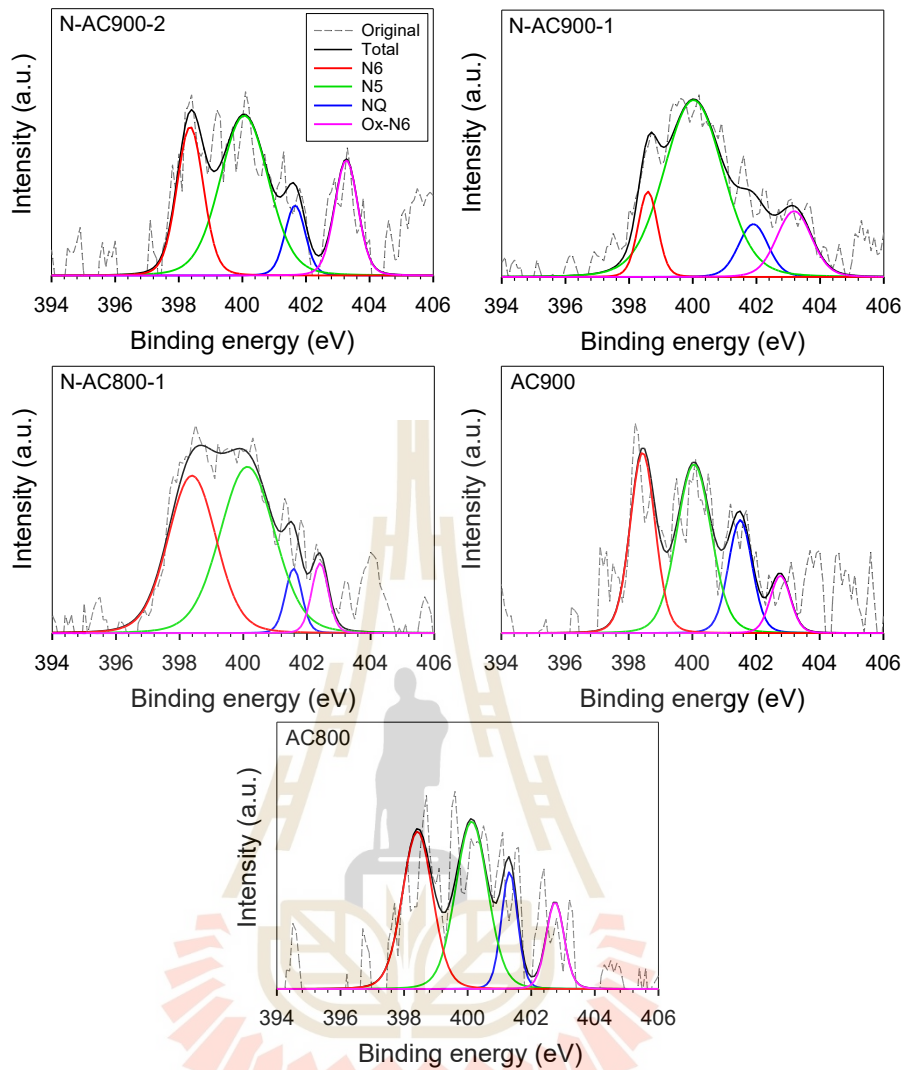 N-AC900-2
Original
Total
N6
N5
NQ
Ox-N6
Intensity (a.u.)
394 396 398 400 402 404 406
Binding energy (eV)
N-AC900-1
Intensity (a.u.)
394 396 398 400 402 404 406
Binding energy (eV)
N-AC800-1
Intensity (a.u.)
394 396 398 400 402 404 406
Binding energy (eV)
AC900
Intensity (a.u.)
394 396 398 400 402 404 406
Binding energy (eV)
AC800
Intensity (a.u.)
394 396 398 400 402 404 406
Binding energy (eV)